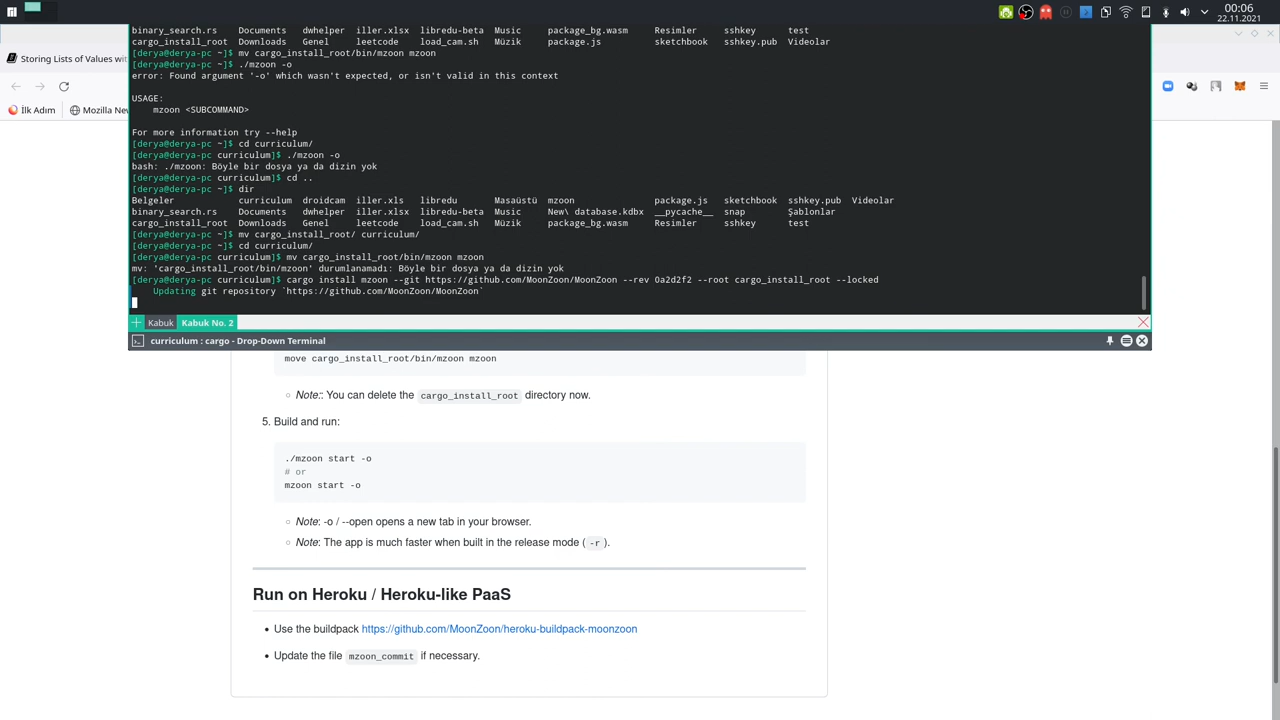 00:06
22.11.2021
binary_search.rs Documents dwhelper iller.xlsx libredu-beta Music package_bg.wasm Resimler sshkey test
cargo_install_root Downloads Genel leetcode load_cam.sh Müzik package.js sketchbook sshkey.pub Videolar
[derya@derya-pc ~]$ mv cargo_install_root/bin/mzoon mzoon
[derya@derya-pc ~]$ ./mzoon -o
error: Found argument '-o' which wasn't expected, or isn't valid in this context
USAGE:
mzoon <SUBCOMMAND>
For more information try --help
[derya@derya-pc ~]$ cd curriculum/
[derya@derya-pc curriculum]$ ./mzoon -o
bash: ./mzoon: Böyle bir dosya ya da dizin yok
[derya@derya-pc curriculum]$ cd ..
[derya@derya-pc ~]$ dir
Belgeler curriculum droidcam iller.xls libredu Masaüstü mzoon package.js sketchbook sshkey.pub Videolar
binary_search.rs Documents dwhelper iller.xlsx libredu-beta Music New\ database.kdbx __pycache__ snap Şablonlar
cargo_install_root Downloads Genel leetcode load_cam.sh Müzik package_bg.wasm Resimler sshkey test
[derya@derya-pc ~]$ mv cargo_install_root/ curriculum/
[derya@derya-pc ~]$ cd curriculum/
[derya@derya-pc curriculum]$ mv cargo_install_root/bin/mzoon mzoon
mv: 'cargo_install_root/bin/mzoon' durumlanamadı: Böyle bir dosya ya da dizin yok
[derya@derya-pc curriculum]$ cargo install mzoon --git https://github.com/MoonZoon/MoonZoon --rev 0a2d2f2 --root cargo_install_root --locked
Updating git repository `https://github.com/MoonZoon/MoonZoon`
Kabuk Kabuk No. 2
curriculum : cargo - Drop-Down Terminal
Storing Lists of Values wit
İlk Adım Mozilla New
move cargo_install_root/bin/mzoon mzoon
Note:: You can delete the cargo_install_root directory now.
5. Build and run:
./mzoon start -o
# or
mzoon start -o
Note: -o / --open opens a new tab in your browser.
Note: The app is much faster when built in the release mode ( -r ).
Run on Heroku / Heroku-like PaaS
• Use the buildpack https://github.com/MoonZoon/heroku-buildpack-moonzoon
• Update the file mzoon_commit if necessary.